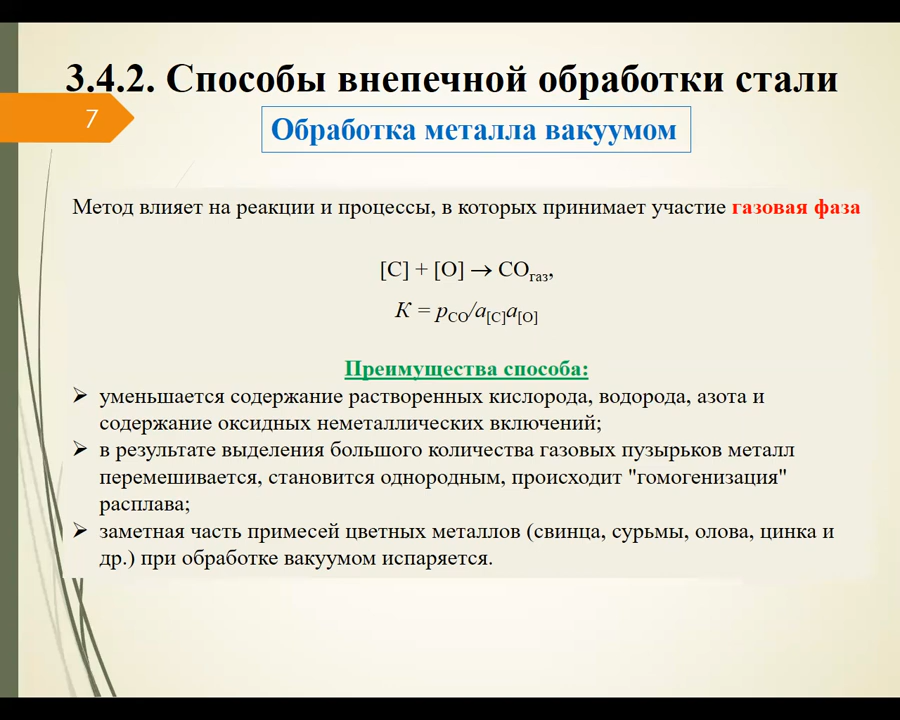 3.4.2. Способы внепечной обработки стали
7
Обработка металла вакуумом
Метод влияет на реакции и процессы, в которых принимает участие газовая фаза
[C] + [O] → COгаз,
K = pCO/a[C]a[O]
Преимущества способа:
➢ уменьшается содержание растворенных кислорода, водорода, азота и
содержание оксидных неметаллических включений;
➢ в результате выделения большого количества газовых пузырьков металл
перемешивается, становится однородным, происходит "гомогенизация"
расплава;
➢ заметная часть примесей цветных металлов (свинца, сурьмы, олова, цинка и
др.) при обработке вакуумом испаряется.